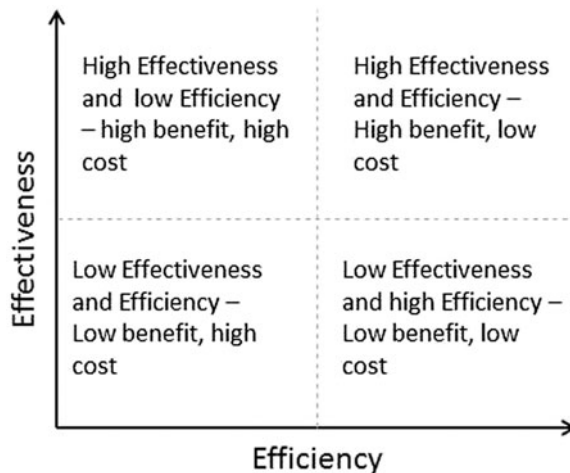 High Effectiveness
and low Efficiency
– high benefit, high
cost
High Effectiveness
and Efficiency –
High benefit, low
cost
Low Effectiveness
and Efficiency –
Low benefit, high
cost
Low Effectiveness
and high Efficiency –
Low benefit, low
cost
Effectiveness
Efficiency